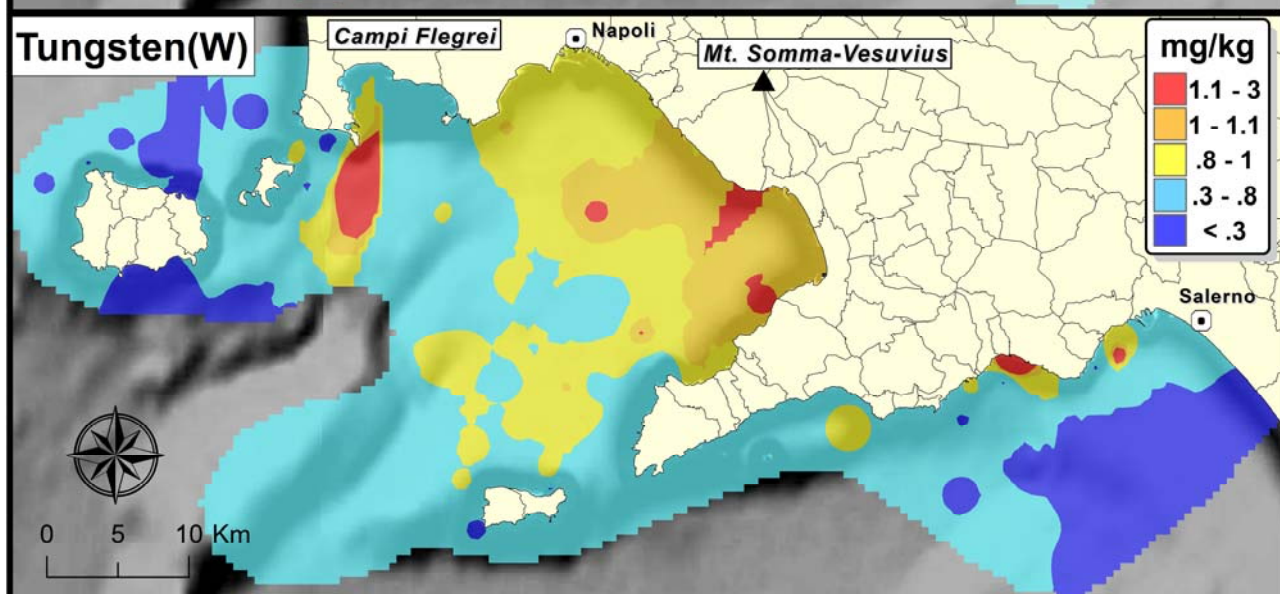 Tungsten(W)
Campi Flegrei
Napoli
Mt. Somma-Vesuvius
mg/kg
1.1 - 3
1 - 1.1
.8 - 1
.3 - .8
< .3
Salerno
0 5 10 Km